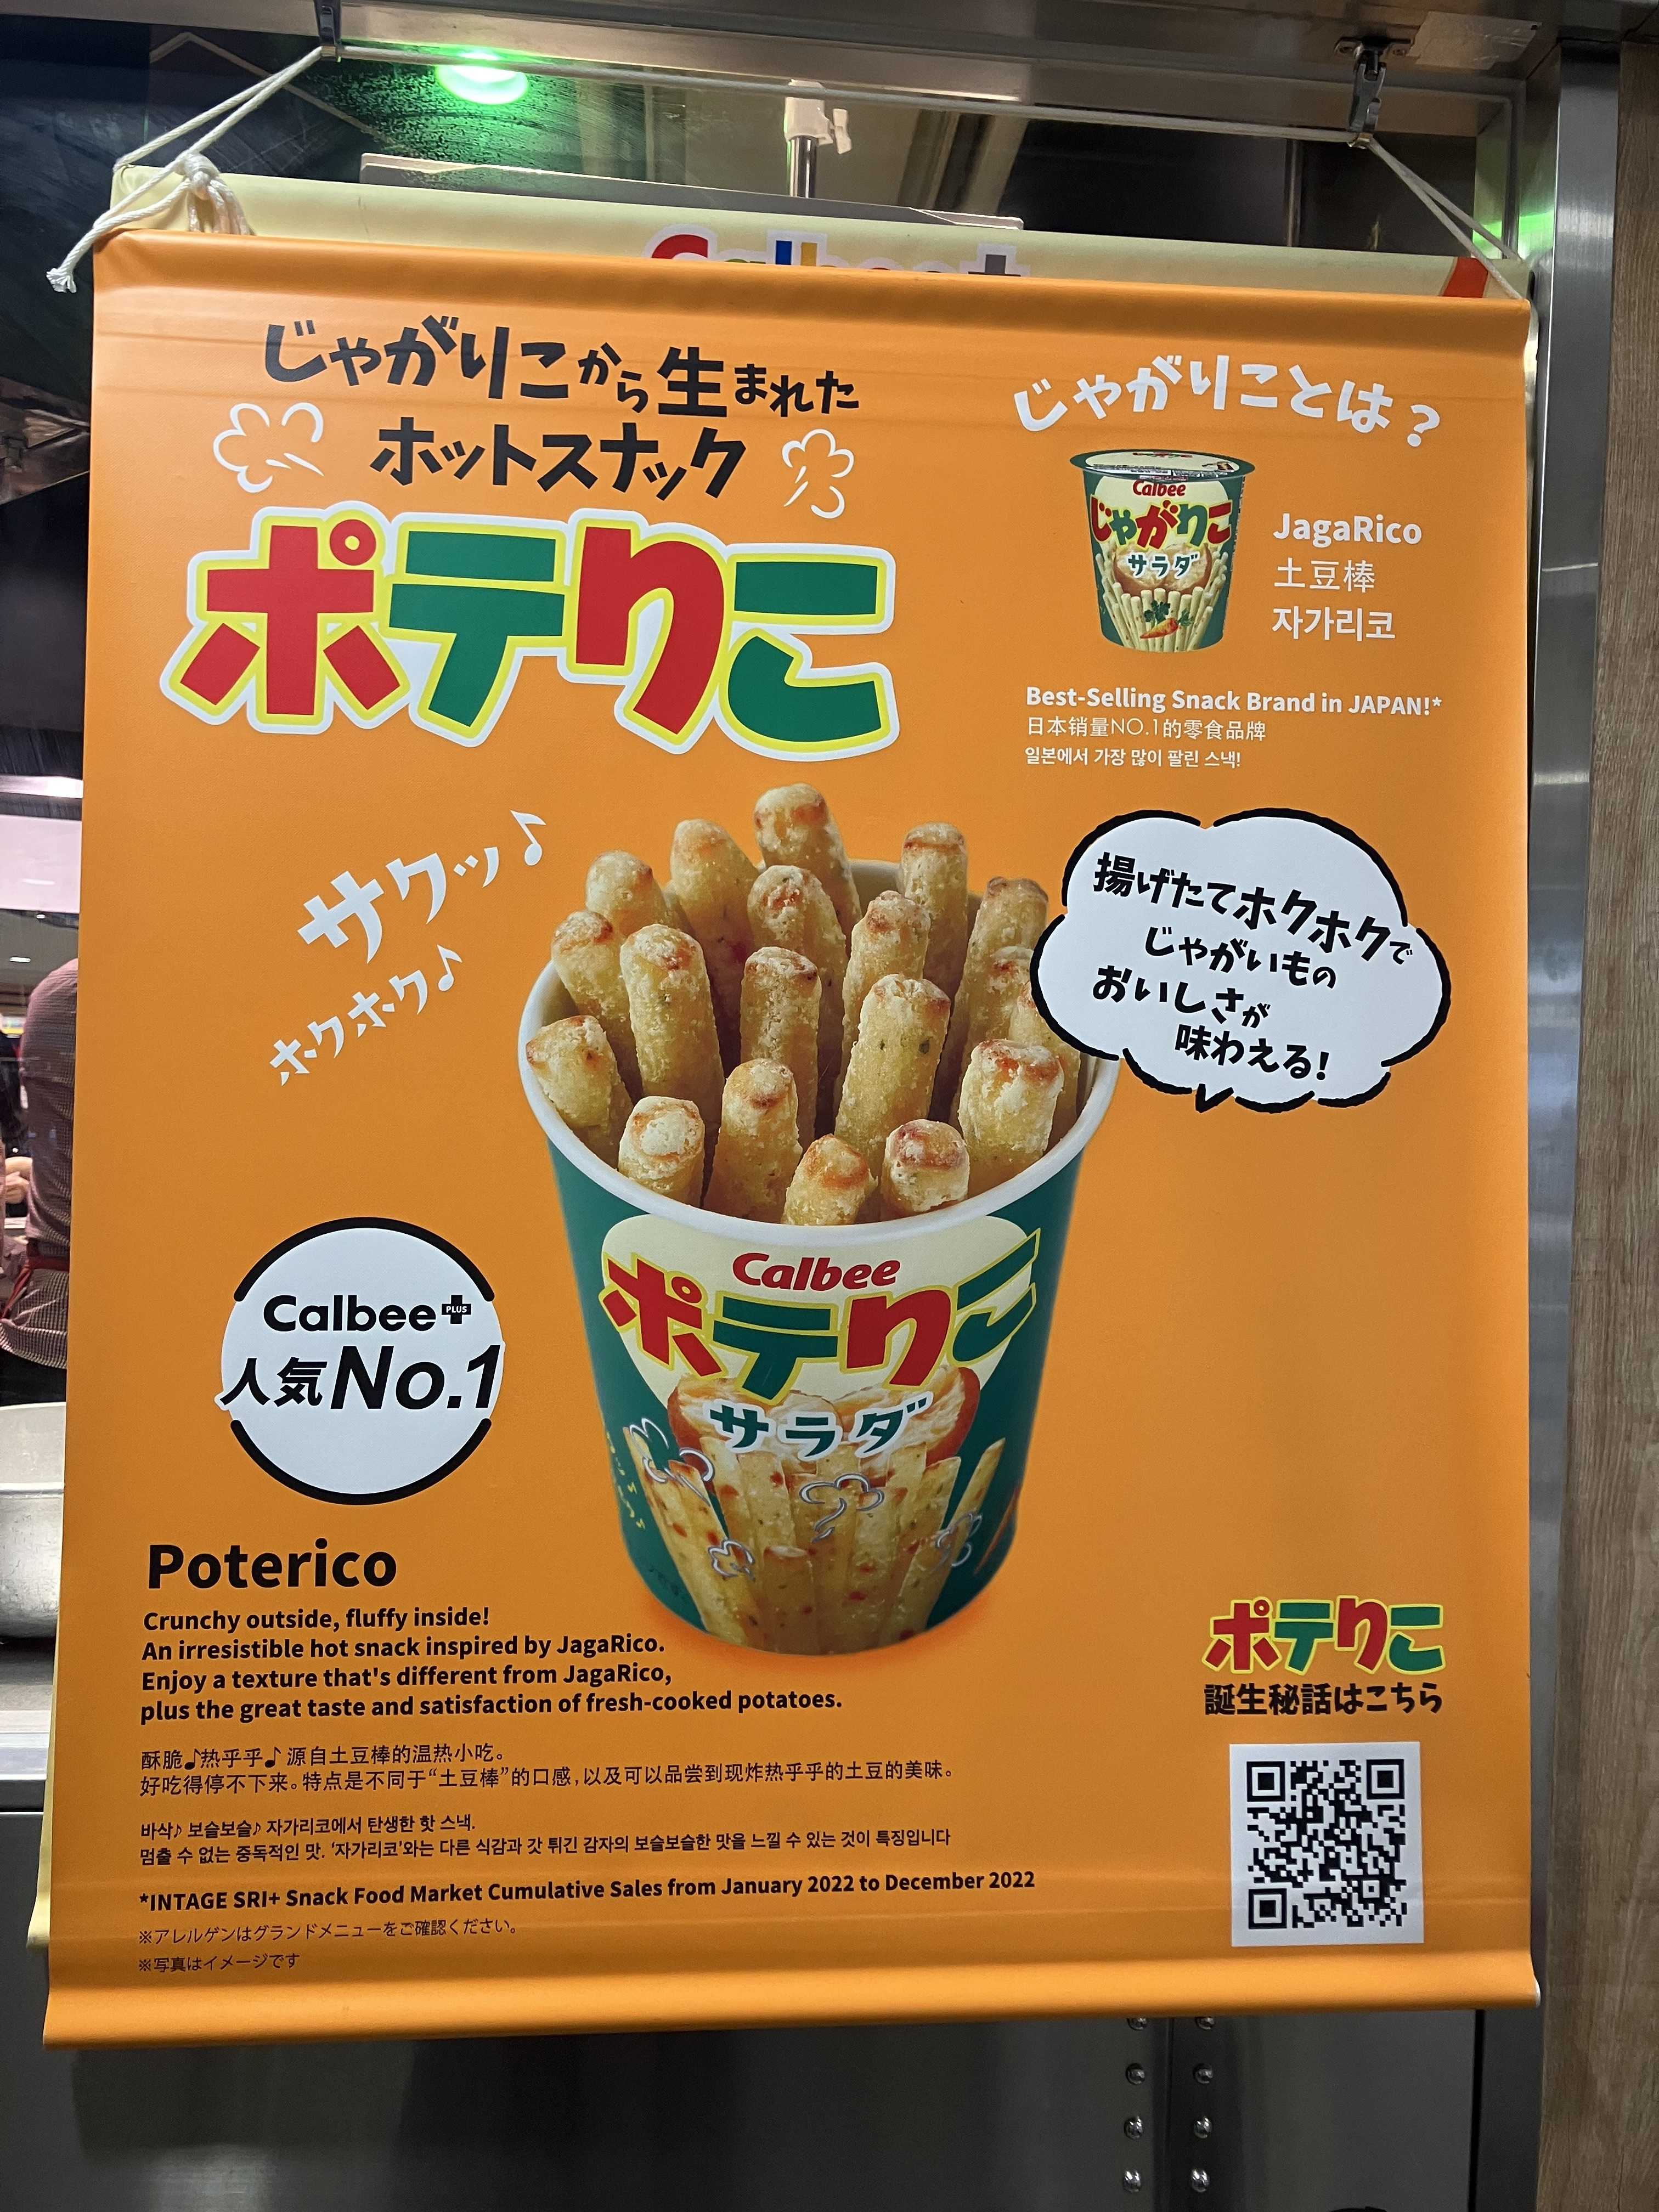 じゃがりこから生まれた
ホットスナック
ポテりこ
じゃがりことは？
Calbee
じゃがりこ
サラダ
JagaRico
土豆棒
자가리코
Best-Selling Snack Brand in JAPAN!*
日本销量NO.1的零食品牌
일본에서 가장 많이 팔린 스낵!
サクッ♪
ホクホク♪
揚げたてホクホクで
じゃがいもの
おいしさが
味わえる!
Calbee
ポテりこ
サラダ
Calbee+ PLUS
人気No.1
Poterico
Crunchy outside, fluffy inside!
An irresistible hot snack inspired by JagaRico.
Enjoy a texture that's different from JagaRico,
plus the great taste and satisfaction of fresh-cooked potatoes.
酥脆♪热乎乎♪源自土豆棒的温热小吃。
好吃得停不下来。特点是不同于“土豆棒”的口感,以及可以品尝到现炸热乎乎的土豆的美味。
바삭♪ 보슬보슬♪ 자가리코에서 탄생한 핫 스낵.
멈출 수 없는 중독적인 맛. ‘자가리코’와는 다른 식감과 갓 튀긴 감자의 보슬보슬한 맛을 느낄 수 있는 것이 특징입니다
*INTAGE SRI+ Snack Food Market Cumulative Sales from January 2022 to December 2022
※アレルゲンはグランドメニューをご確認ください。
※写真はイメージです
ポテりこ
誕生秘話はこちら